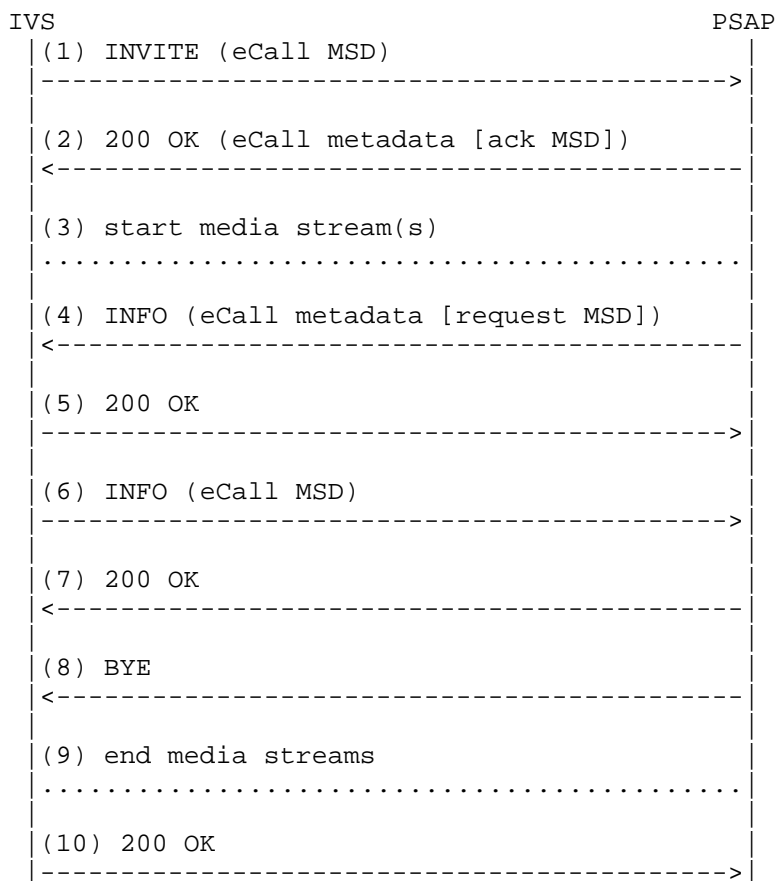 IVS PSAP
(1) INVITE (eCall MSD)
(2) 200 OK (eCall metadata [ack MSD])
(3) start media stream(s)
(4) INFO (eCall metadata [request MSD])
(5) 200 OK
(6) INFO (eCall MSD)
(7) 200 OK
(8) BYE
(9) end media streams
(10) 200 OK